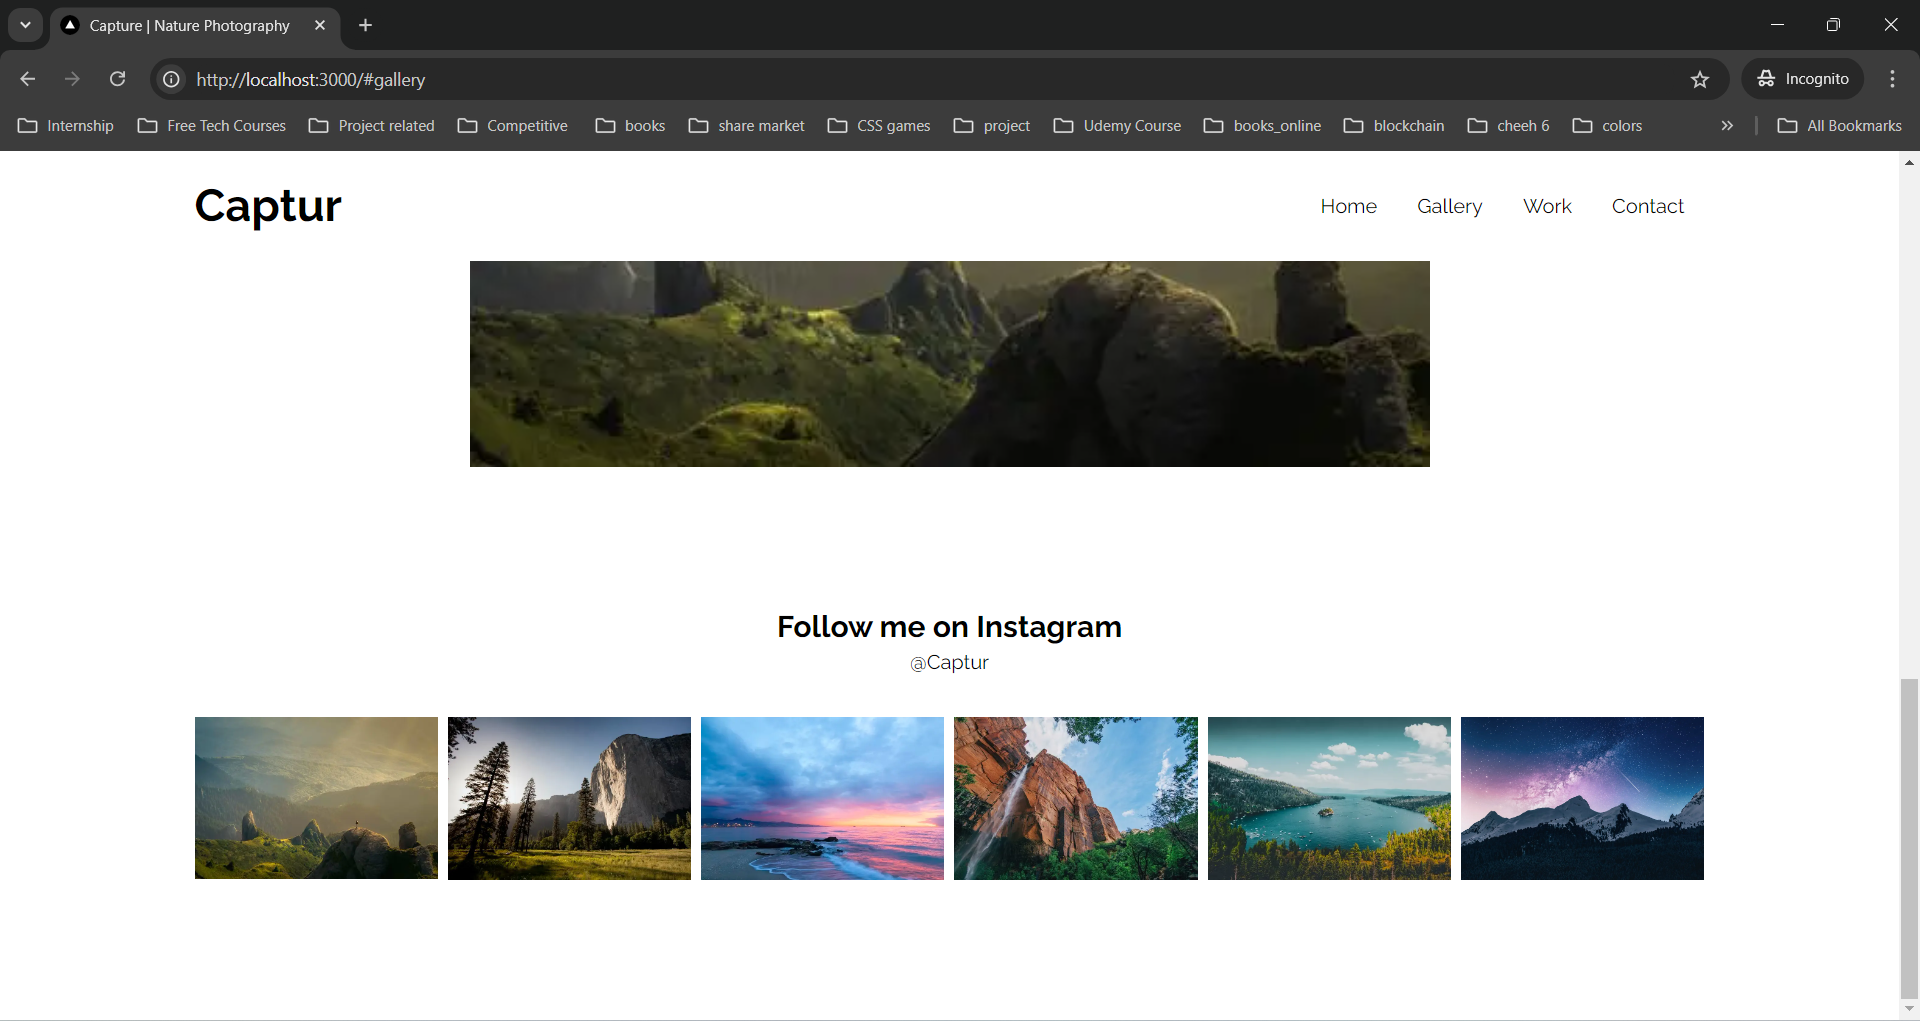 Capture | Nature Photography
http://localhost:3000/#gallery
Incognito
Internship Free Tech Courses Project related Competitive books share market CSS games project Udemy Course books_online blockchain cheeh 6 colors All Bookmarks
Captur Home Gallery Work Contact
Follow me on Instagram
@Captur